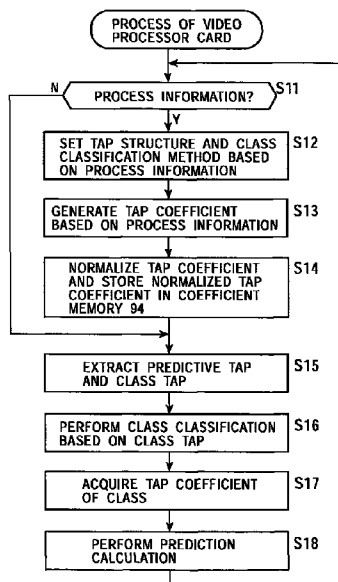 PROCESS OF VIDEO
PROCESSOR CARD
N
PROCESS INFORMATION?
S11
Y
SET TAP STRUCTURE AND CLASS
CLASSIFICATION METHOD BASED
ON PROCESS INFORMATION
S12
GENERATE TAP COEFFICIENT
BASED ON PROCESS INFORMATION
S13
NORMALIZE TAP COEFFICIENT
AND STORE NORMALIZED TAP
COEFFICIENT IN COEFFICIENT
MEMORY 94
S14
EXTRACT PREDICTIVE TAP
AND CLASS TAP
S15
PERFORM CLASS CLASSIFICATION
BASED ON CLASS TAP
S16
ACQUIRE TAP COEFFICIENT
OF CLASS
S17
PERFORM PREDICTION
CALCULATION
S18